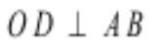 OD ⊥ AB